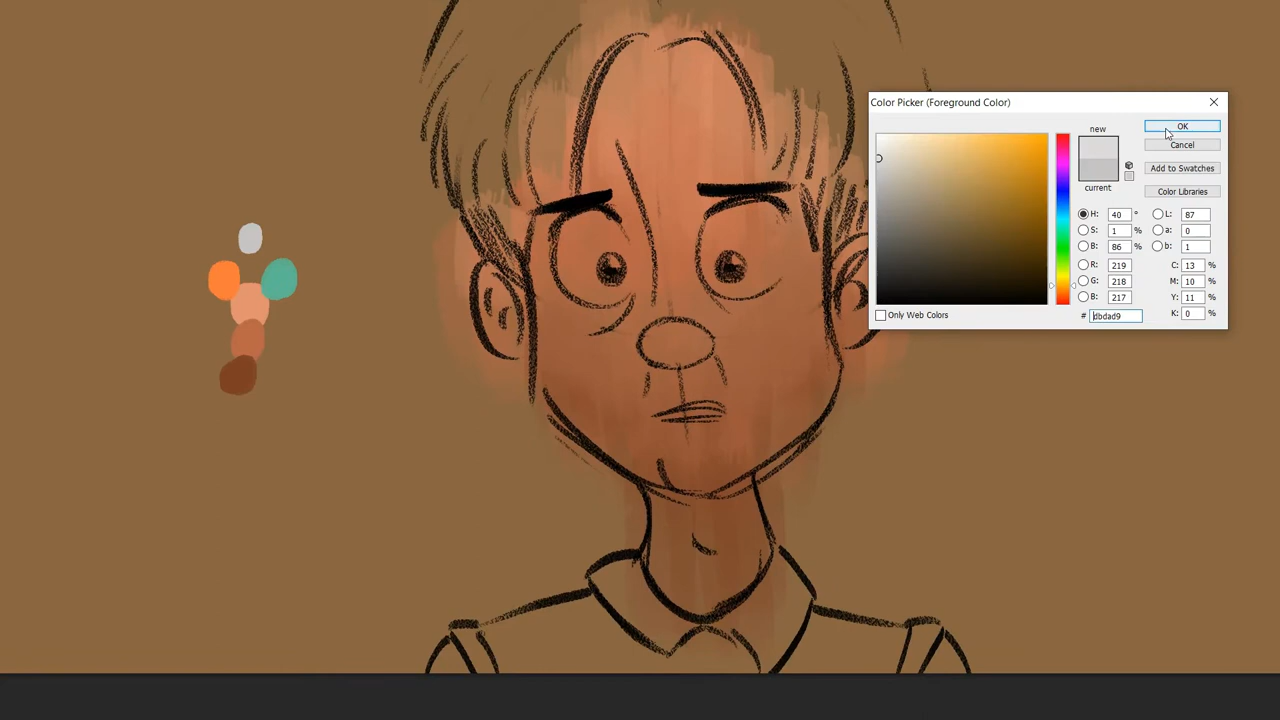 Color Picker (Foreground Color)
new
OK
Cancel
Add to Swatches
current
Color Libraries
H: 40 °
L: 87
S: 1 %
a: 0
B: 86 %
b: 1
R: 219
C: 13 %
G: 218
M: 10 %
B: 217
Y: 11 %
Only Web Colors
# dbdad9
K: 0 %